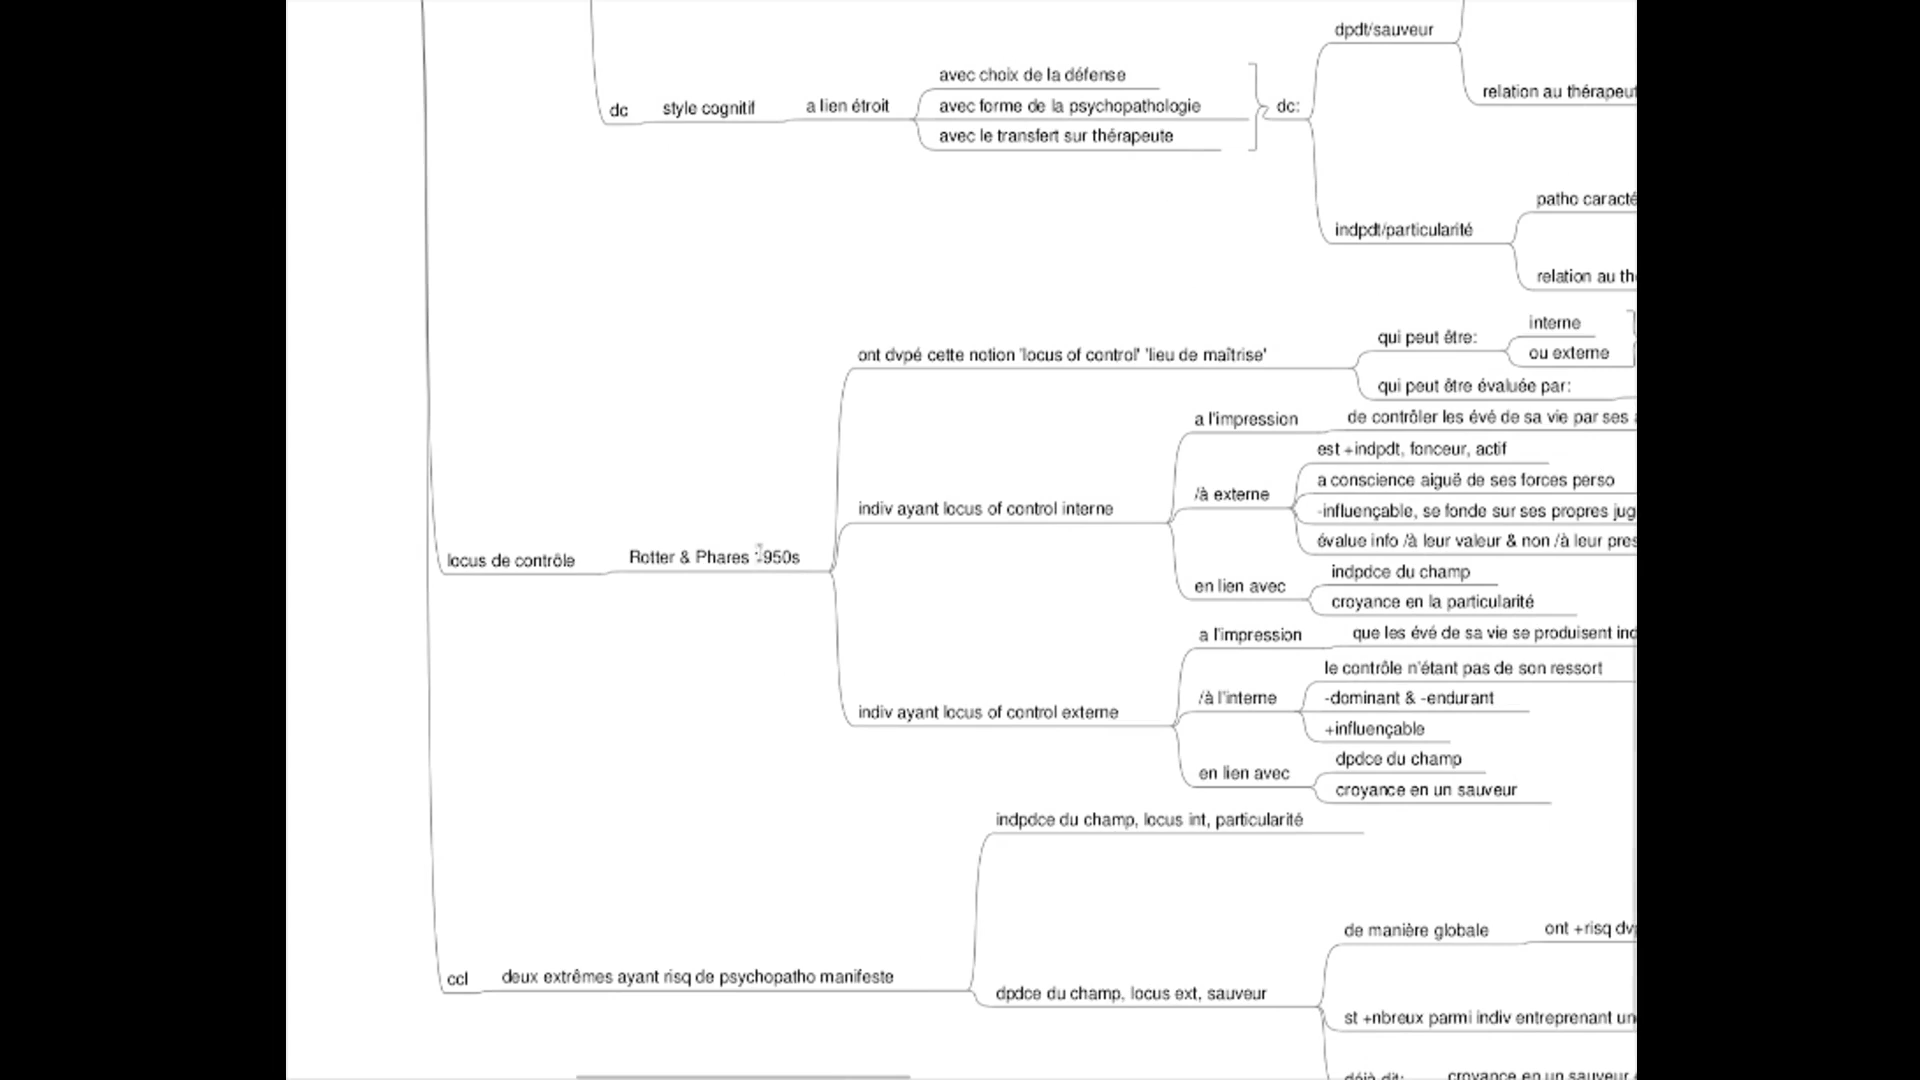 dpdt/sauveur
relation au thérapeut
dc
style cognitif
a lien étroit
avec choix de la défense
avec forme de la psychopathologie
avec le transfert sur thérapeute
dc:
indpdt/particularité
patho caracté
relation au th
locus de contrôle
Rotter & Phares 1950s
ont dvpé cette notion 'locus of control' 'lieu de maîtrise'
qui peut être:
interne
ou externe
qui peut être évaluée par:
indiv ayant locus of control interne
a l'impression
de contrôler les évé de sa vie par ses
/à externe
est +indpdt, fonceur, actif
a conscience aiguë de ses forces perso
-influençable, se fonde sur ses propres jug
évalue info /à leur valeur & non /à leur pres
en lien avec
indpdce du champ
croyance en la particularité
indiv ayant locus of control externe
a l'impression
que les évé de sa vie se produisent ind
/à l'interne
le contrôle n'étant pas de son ressort
-dominant & -endurant
+influençable
en lien avec
dpdce du champ
croyance en un sauveur
ccl
deux extrêmes ayant risq de psychopatho manifeste
indpdce du champ, locus int, particularité
dpdce du champ, locus ext, sauveur
de manière globale
ont +risq dv
st +nbreux parmi indiv entreprenant un
déjà dit:
croyance en un sauveur